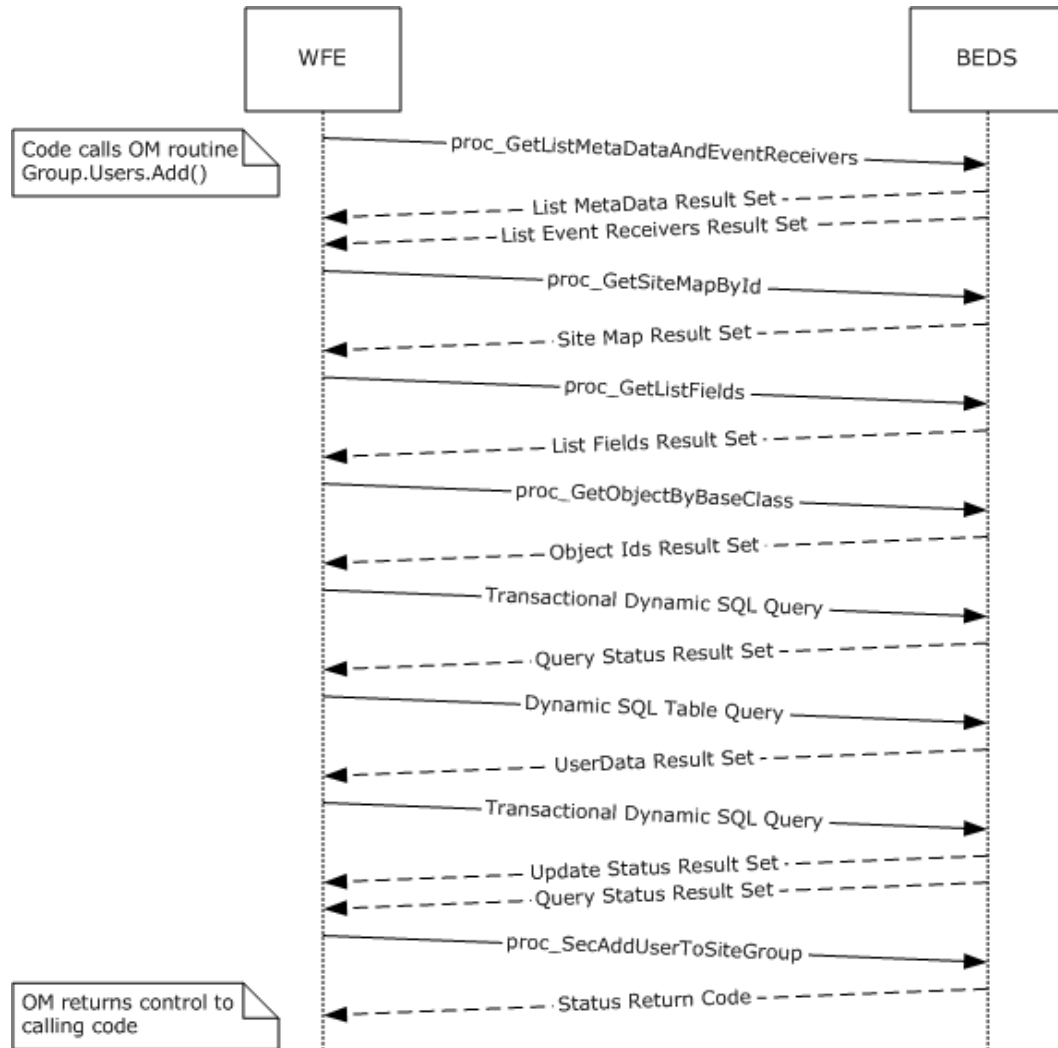 WFE
BEDS
Code calls OM routine
Group.Users.Add()
proc_GetListMetaDataAndEventReceivers
List MetaData Result Set
List Event Receivers Result Set
proc_GetSiteMapById
Site Map Result Set
proc_GetListFields
List Fields Result Set
proc_GetObjectByBaseClass
Object Ids Result Set
Transactional Dynamic SQL Query
Query Status Result Set
Dynamic SQL Table Query
UserData Result Set
Transactional Dynamic SQL Query
Update Status Result Set
Query Status Result Set
proc_SecAddUserToSiteGroup
OM returns control to
calling code
Status Return Code